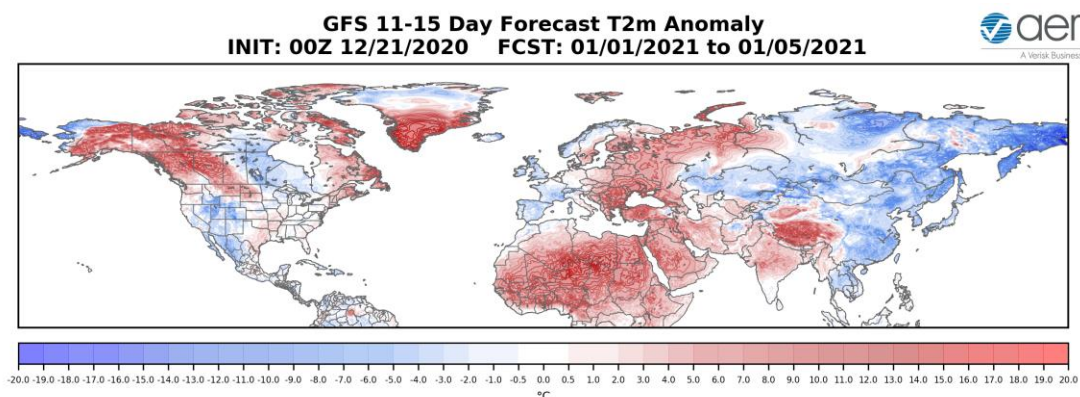 GFS 11-15 Day Forecast T2m Anomaly
INIT: 00Z 12/21/2020 FCST: 01/01/2021 to 01/05/2021
aer
A Verisk Business
-20.0 -19.0 -18.0 -17.0 -16.0 -15.0 -14.0 -13.0 -12.0 -11.0 -10.0 -9.0 -8.0 -7.0 -6.0 -5.0 -4.0 -3.0 -2.0 -1.0 -0.5 0.0 0.5 1.0 2.0 3.0 4.0 5.0 6.0 7.0 8.0 9.0 10.0 11.0 12.0 13.0 14.0 15.0 16.0 17.0 18.0 19.0 20.0
°C